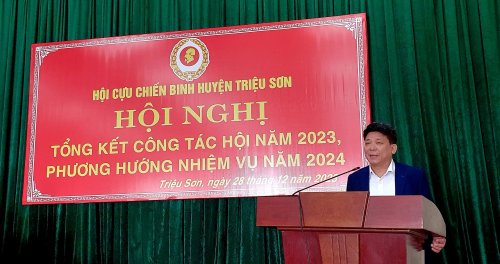 HỘI CỰU CHIẾN BINH HUYỆN TRIỆU SƠN
HỘI NGHỊ
TỔNG KẾT CÔNG TÁC HỘI NĂM 2023,
PHƯƠNG HƯỚNG NHIỆM VỤ NĂM 2024
Triệu Sơn, ngày 28 tháng 12 năm 2023